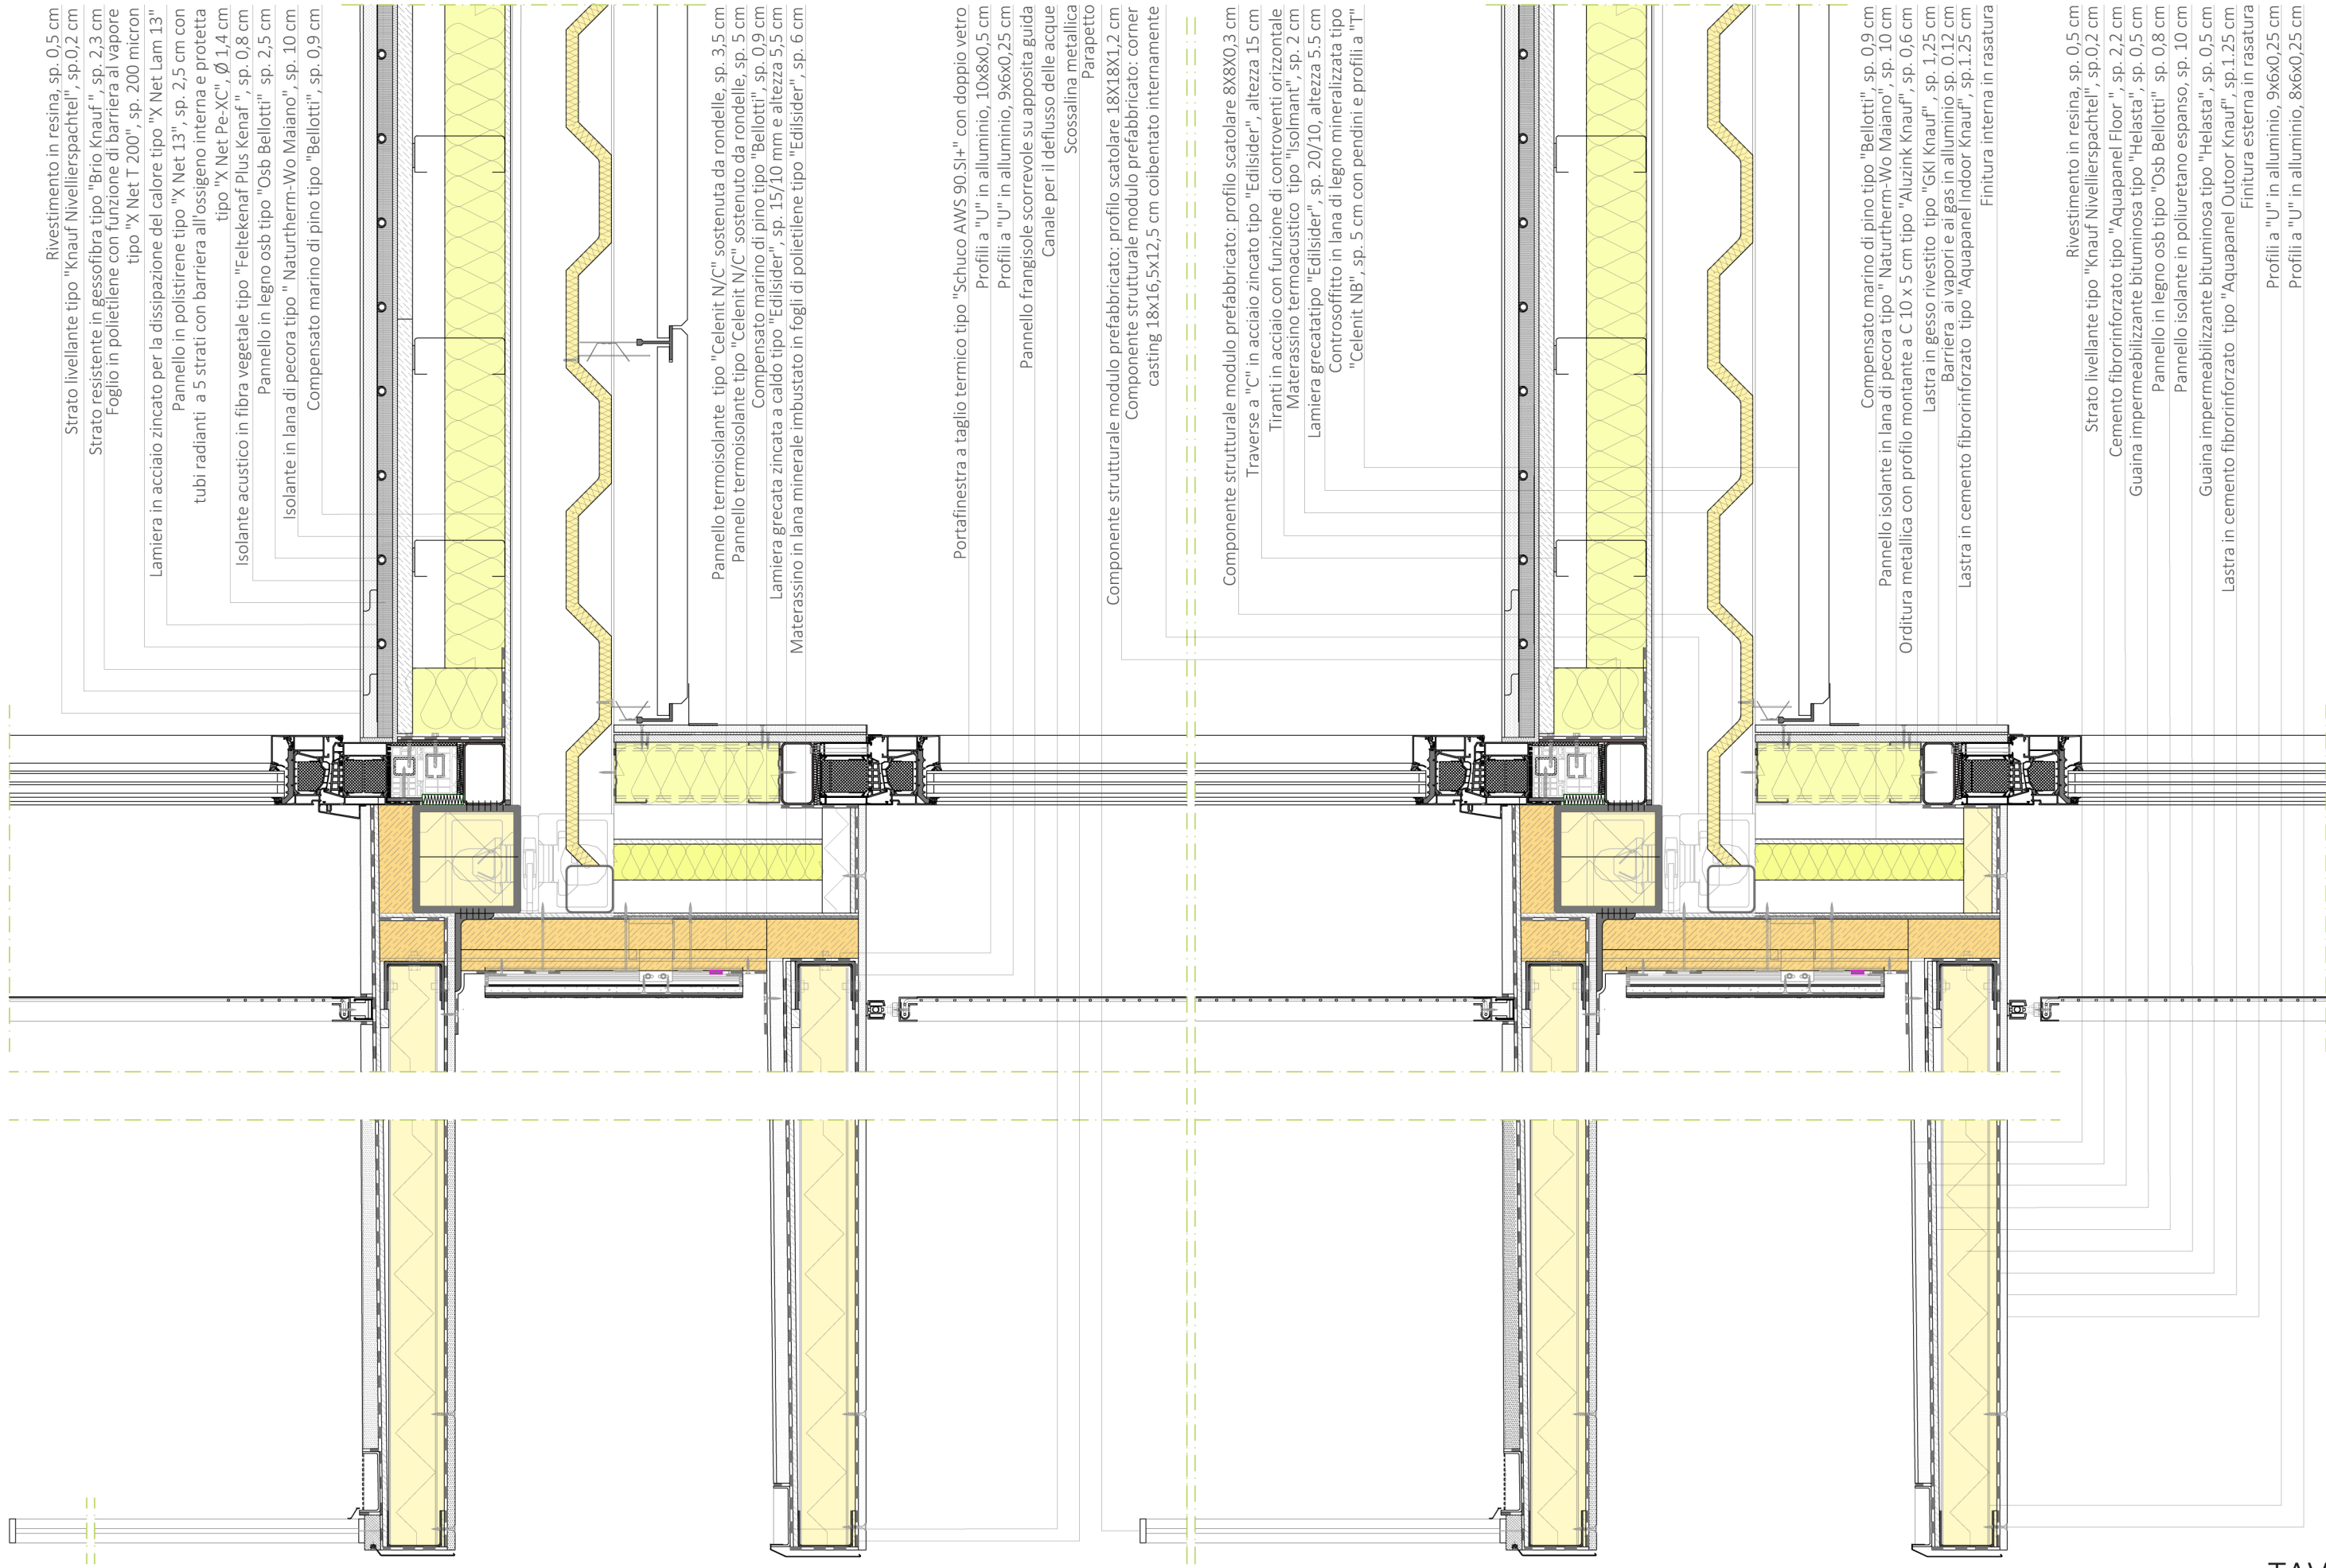 Rivestimento in resina, sp. 0,5 cm
Strato livellante tipo "Knauf Nivellierspachtel", sp.0,2 cm
Strato resistente in gessofibra tipo "Brio Knauf ", sp. 2,3 cm
Foglio in polietilene con funzione di barriera al vapore
tipo "X Net T 200", sp. 200 micron
Lamiera in acciaio zincato per la dissipazione del calore tipo "X Net Lam 13"
Pannello in polistirene tipo "X Net 13", sp. 2,5 cm con
tubi radianti a 5 strati con barriera all'ossigeno interna e protetta
tipo "X Net Pe-XC", Ø 1,4 cm
Isolante acustico in fibra vegetale tipo "Feltekenaf Plus Kenaf ", sp. 0,8 cm
Pannello in legno osb tipo "Osb Bellotti" sp. 2,5 cm
Isolante in lana di pecora tipo " Naturtherm-Wo Maiano", sp. 10 cm
Compensato marino di pino tipo "Bellotti", sp. 0,9 cm
Pannello termoisolante tipo "Celenit N/C" sostenuta da rondelle, sp. 3,5 cm
Pannello termoisolante tipo "Celenit N/C" sostenuto da rondelle, sp. 5 cm
Compensato marino di pino tipo "Bellotti", sp. 0,9 cm
Lamiera grecata zincata a caldo tipo "Edilsider", sp. 15/10 mm e altezza 5,5 cm
Materassino in lana minerale imbustato in fogli di polietilene tipo "Edilsider", sp. 6 cm
Portafinestra a taglio termico tipo "Schuco AWS 90.SI+" con doppio vetro
Profili a "U" in alluminio, 10x8x0,5 cm
Profili a "U" in alluminio, 9x6x0,25 cm
Pannello frangisole scorrevole su apposita guida
Canale per il deflusso delle acque
Scossalina metallica
Parapetto
Componente strutturale modulo prefabbricato: profilo scatolare 18X18X1,2 cm
Componente strutturale modulo prefabbricato: corner
casting 18x16,5x12,5 cm coibentato internamente
Componente strutturale modulo prefabbricato: profilo scatolare 8X8X0,3 cm
Traverse a "C" in acciaio zincato tipo "Edilsider", altezza 15 cm
Tiranti in acciaio con funzione di controventi orizzontale
Materassino termoacustico tipo "Isolmant", sp. 2 cm
Lamiera grecatatipo "Edilsider", sp. 20/10, altezza 5.5 cm
Controsoffitto in lana di legno mineralizzata tipo
"Celenit NB", sp. 5 cm con pendini e profili a "T"
Compensato marino di pino tipo "Bellotti", sp. 0,9 cm
Pannello isolante in lana di pecora tipo " Naturtherm-Wo Maiano", sp. 10 cm
Orditura metallica con profilo montante a C 10 x 5 cm tipo "Aluzink Knauf", sp. 0,6 cm
Lastra in gesso rivestito tipo "GKI Knauf" , sp. 1,25 cm
Barriera ai vapori e ai gas in alluminio sp. 0.12 cm
Lastra in cemento fibrorinforzato tipo "Aquapanel Indoor Knauf", sp.1.25 cm
Finitura interna in rasatura
Rivestimento in resina, sp. 0,5 cm
Strato livellante tipo "Knauf Nivellierspachtel", sp.0,2 cm
Cemento fibrorinforzato tipo "Aquapanel Floor ", sp. 2,2 cm
Guaina impermeabilizzante bituminosa tipo "Helasta", sp. 0,5 cm
Pannello in legno osb tipo "Osb Bellotti" sp. 0,8 cm
Pannello isolante in poliuretano espanso, sp. 10 cm
Guaina impermeabilizzante bituminosa tipo "Helasta", sp. 0,5 cm
Lastra in cemento fibrorinforzato tipo "Aquapanel Outoor Knauf", sp.1.25 cm
Finitura esterna in rasatura
Profili a "U" in alluminio, 9x6x0,25 cm
Profili a "U" in alluminio, 8x6x0,25 cm